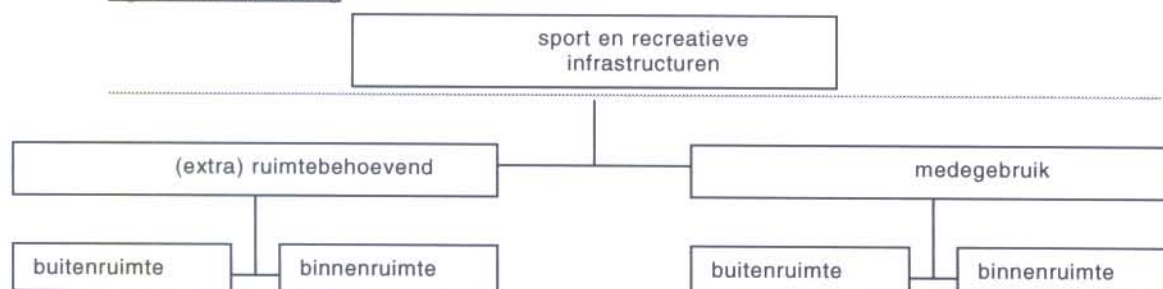 sport en recreatieve
infrastructuren
(extra) ruimtebehoevend
medegebruik
buitenruimte
binnenruimte
buitenruimte
binnenruimte